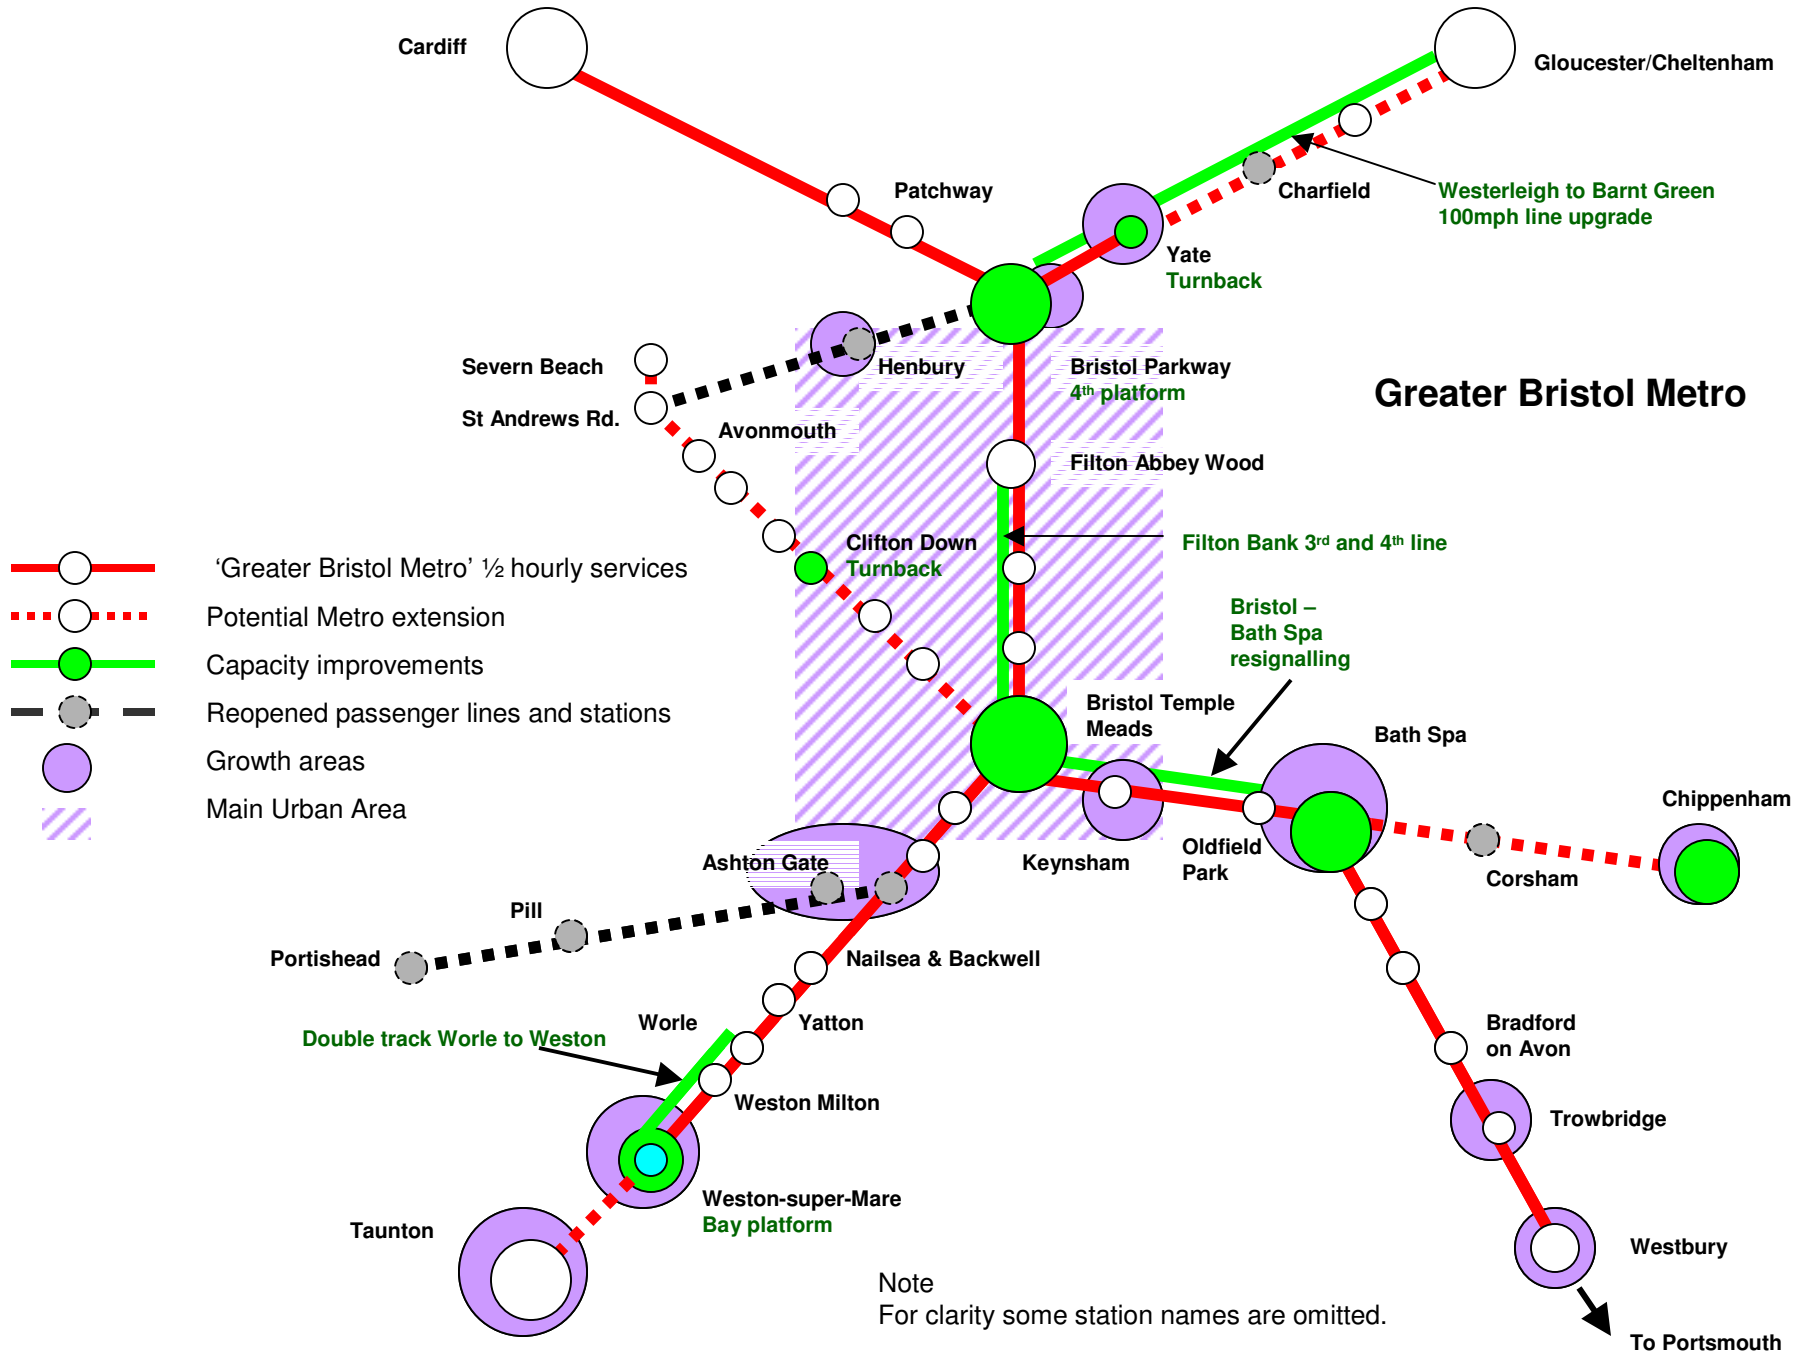 Cardiff
Gloucester/Cheltenham
Patchway
Charfield
Westerleigh to Barnt Green
100mph line upgrade
Yate
Turnback
Severn Beach
Henbury
Bristol Parkway
4th platform
Greater Bristol Metro
St Andrews Rd.
Avonmouth
Filton Abbey Wood
Clifton Down
Turnback
Filton Bank 3rd and 4th line
‘Greater Bristol Metro’ ½ hourly services
Potential Metro extension
Capacity improvements
Reopened passenger lines and stations
Growth areas
Main Urban Area
Bristol –
Bath Spa
resignalling
Bristol Temple
Meads
Bath Spa
Chippenham
Ashton Gate
Keynsham
Oldfield
Park
Corsham
Pill
Portishead
Nailsea & Backwell
Worle
Yatton
Double track Worle to Weston
Bradford
on Avon
Weston Milton
Trowbridge
Weston-super-Mare
Bay platform
Taunton
Westbury
Note
For clarity some station names are omitted.
To Portsmouth